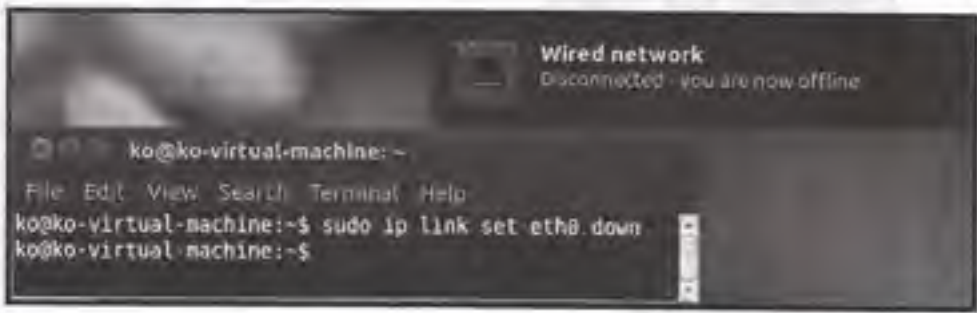 Wired network
Disconnected - you are now offline
ko@ko-virtual-machine: ~
File Edit View Search Terminal Help
ko@ko-virtual-machine:~$ sudo ip link set eth0 down
ko@ko-virtual-machine:~$